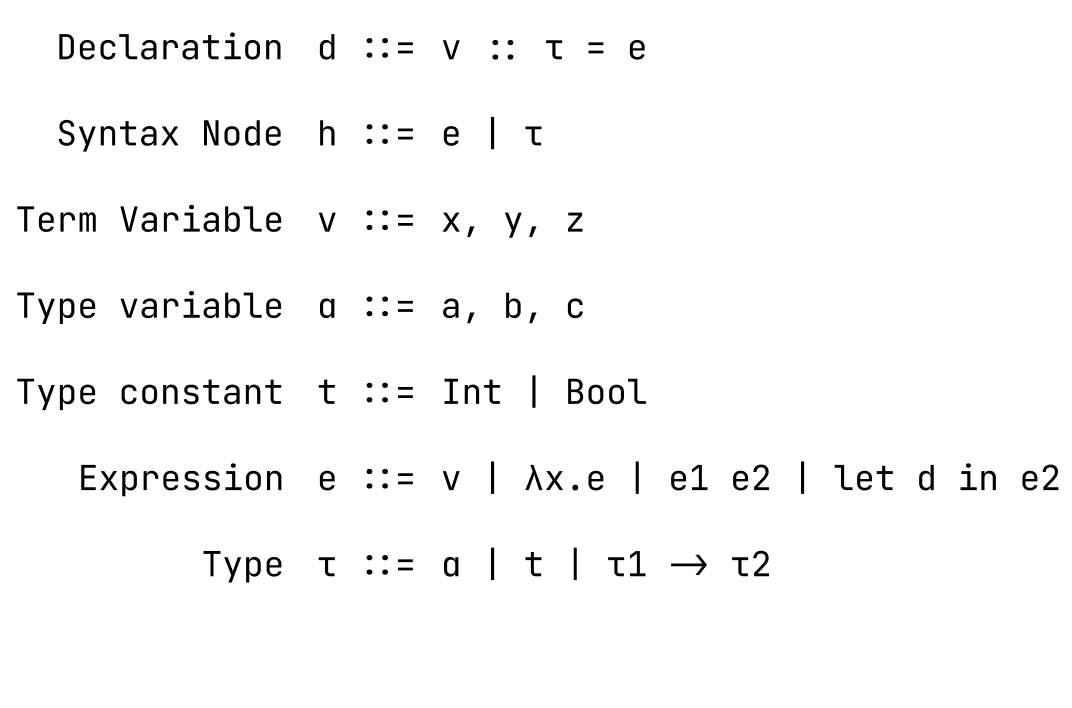 Declaration d ::= v :: τ = e
Syntax Node h ::= e | τ
Term Variable v ::= x, y, z
Type variable α ::= a, b, c
Type constant t ::= Int | Bool
Expression e ::= v | λx.e | e1 e2 | let d in e2
Type τ ::= α | t | τ1 → τ2